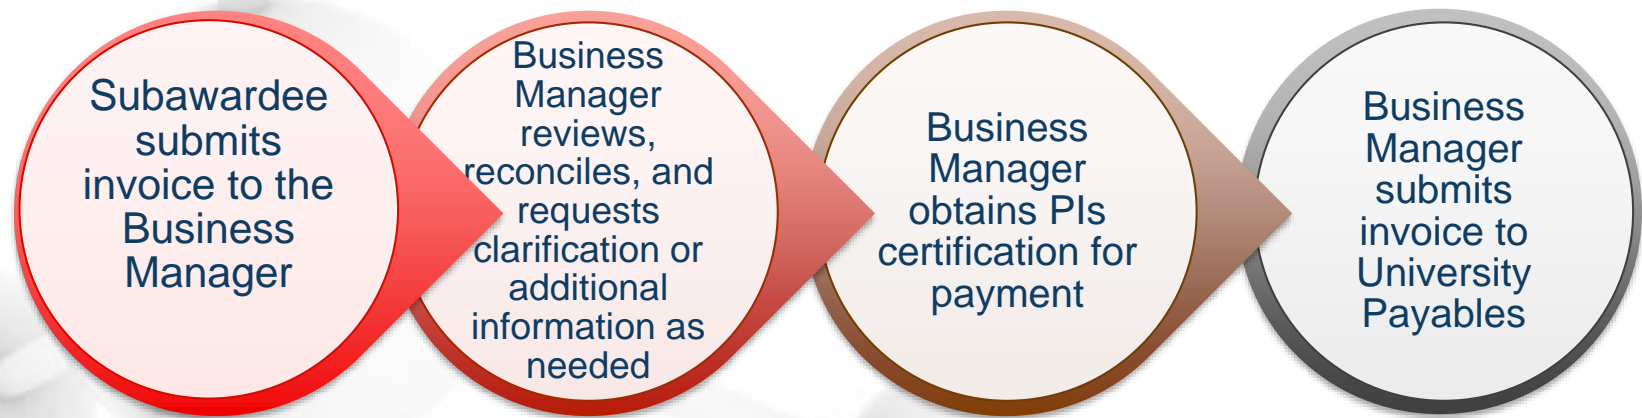 Subawardee
submits
invoice to the
Business
Manager
Business
Manager
reviews,
reconciles, and
requests
clarification or
additional
information as
needed
Business
Manager
obtains PIs
certification for
payment
Business
Manager
submits
invoice to
University
Payables